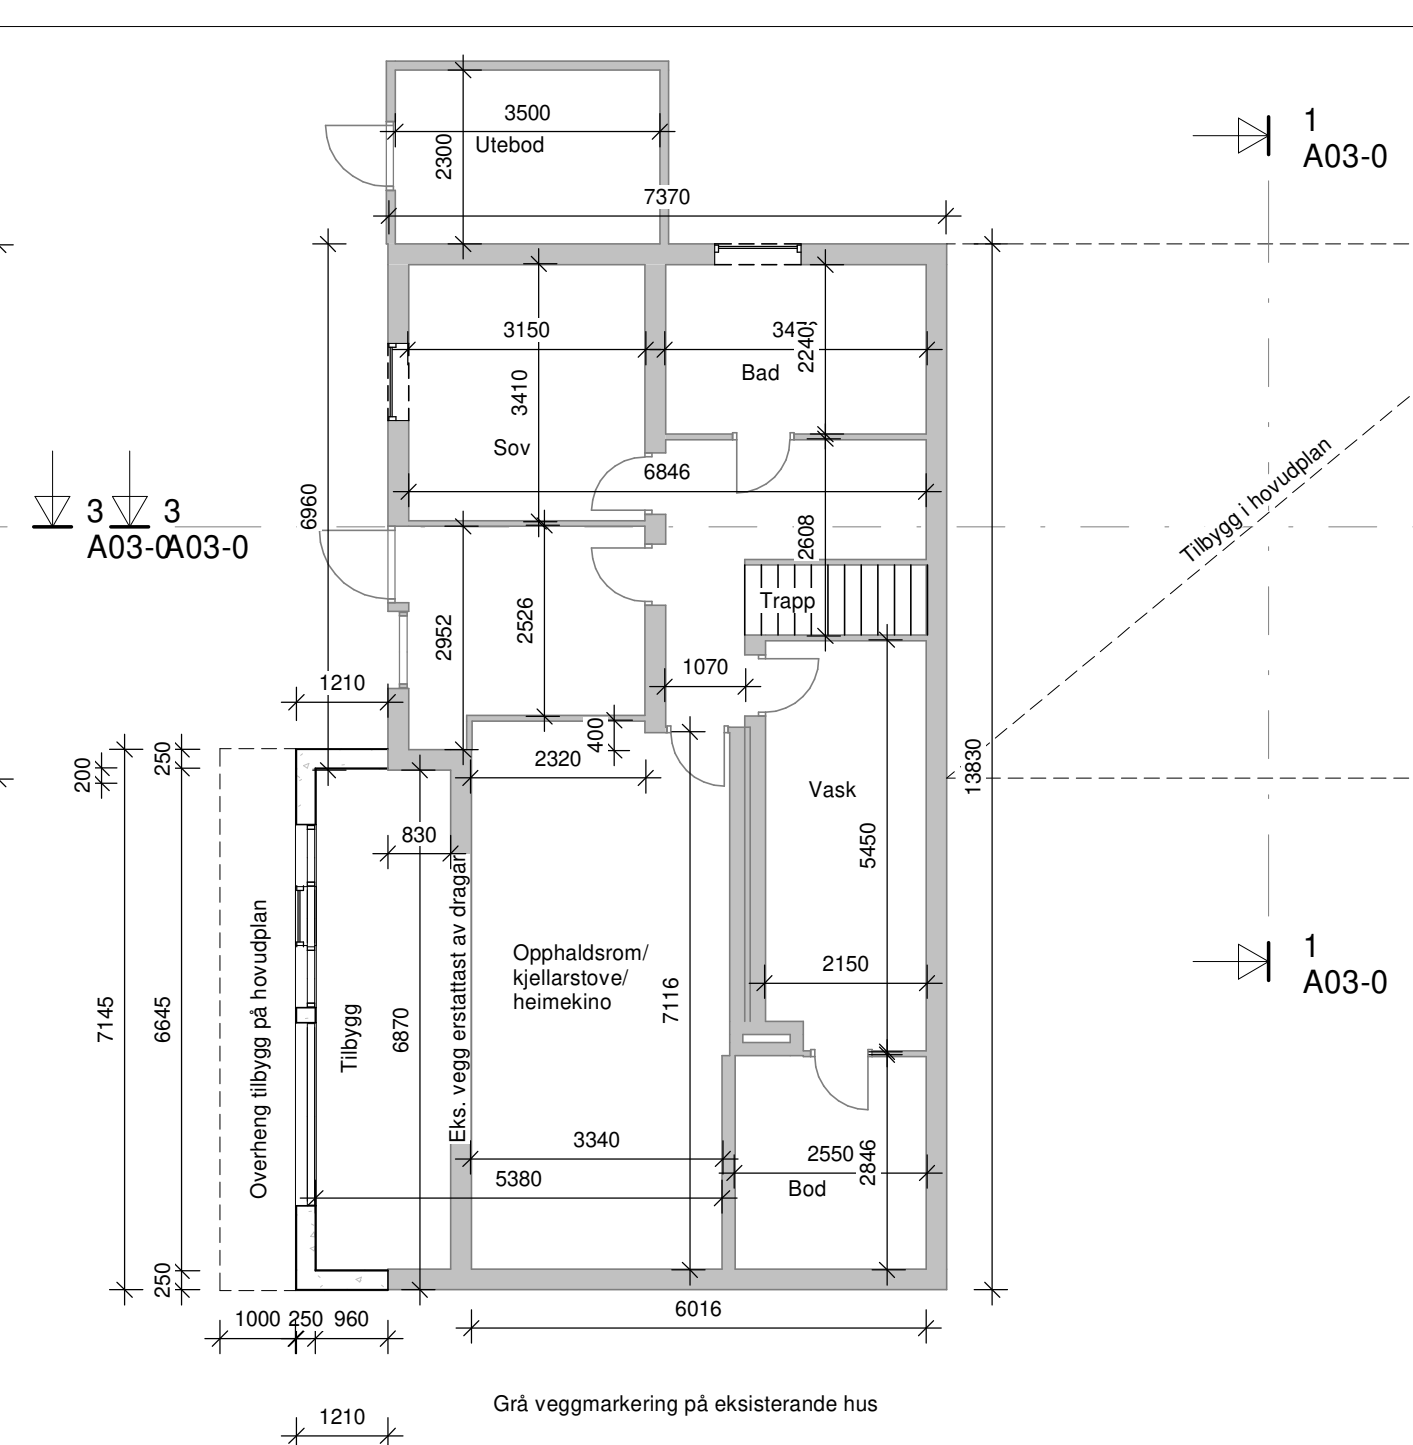 3500
Utebod
2300
7370
1
A03-0
3150
2240
Bad
3410
Sov
6846
6960
3
A03-0
3
A03-0
Tilbygg i hovudplan
2608
Trapp
2526
2952
1070
1210
400
2320
250
200
13830
Vask
830
5450
Eks. vegg erstattast av dragar
Overheng tilbygg på hovudplan
Opphaldsrom/
kjellarstove/
heimekino
1
A03-0
2150
7116
7145
6645
Tilbygg
6870
3340
5380
2550
2846
Bod
250
1000
250
960
6016
Grå veggmarkering på eksisterande hus
1210